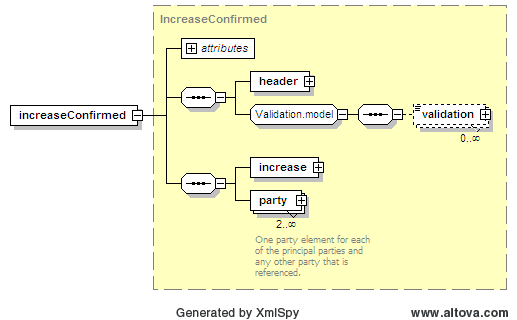 IncreaseConfirmed
attributes
header
increaseConfirmed
Validation.model
validation
0..∞
increase
party
2..∞
One party element for each
of the principal parties and
any other party that is
referenced.
Generated by XmlSpy
www.altova.com